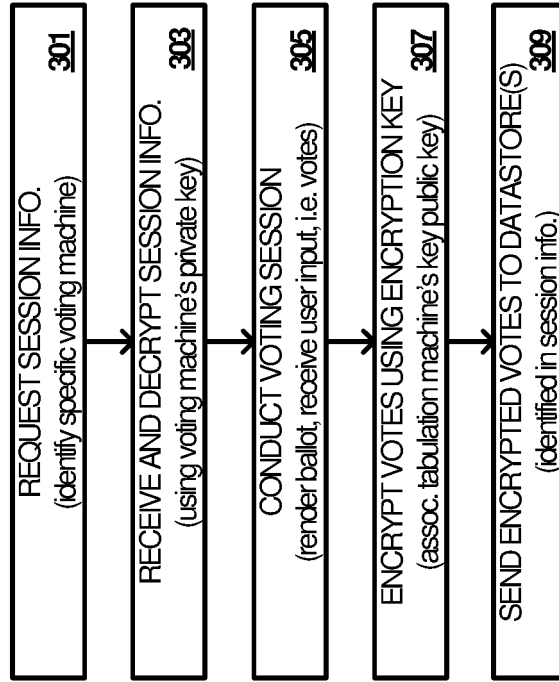 REQUEST SESSION INFO.
(identify specific voting machine)
301
RECEIVE AND DECRYPT SESSION INFO.
(using voting machine's private key)
303
CONDUCT VOTING SESSION
(render ballot, receive user input, i.e. votes)
305
ENCRYPT VOTES USING ENCRYPTION KEY
(assoc. tabulation machine's key public key)
307
SEND ENCRYPTED VOTES TO DATASTORE(S)
(identified in session info.)
309